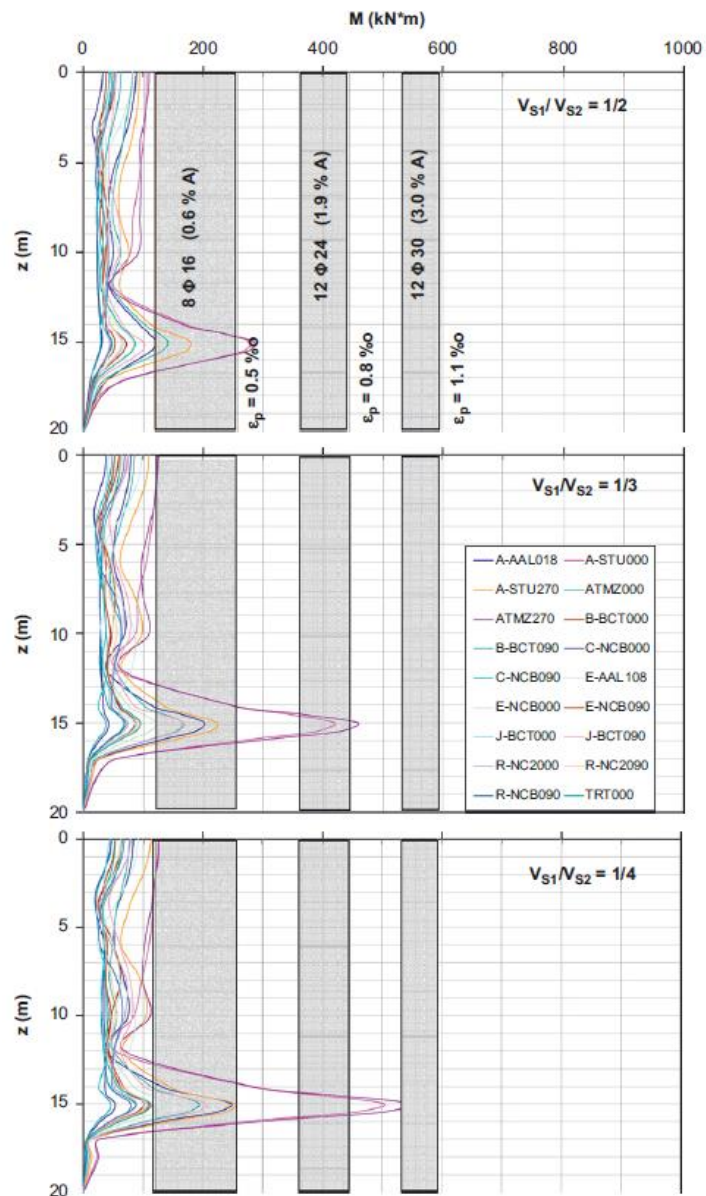 M (kN*m)
0 200 400 600 800 1000
0
5
10
15
20
z (m)
V_S1/ V_S2 = 1/2
8 Φ 16 (0.6 % A)
12 Φ 24 (1.9 % A)
12 Φ 30 (3.0 % A)
ε_p = 0.5 ‰
ε_p = 0.8 ‰
ε_p = 1.1 ‰
0
5
10
15
20
z (m)
V_S1/V_S2 = 1/3
A-AAL018 A-STU000
A-STU270 ATMZ000
ATMZ270 B-BCT000
B-BCT090 C-NCB000
C-NCB090 E-AAL108
E-NCB000 E-NCB090
J-BCT000 J-BCT090
R-NC2000 R-NC2090
R-NCB090 TRT000
0
5
10
15
20
z (m)
V_S1/V_S2 = 1/4